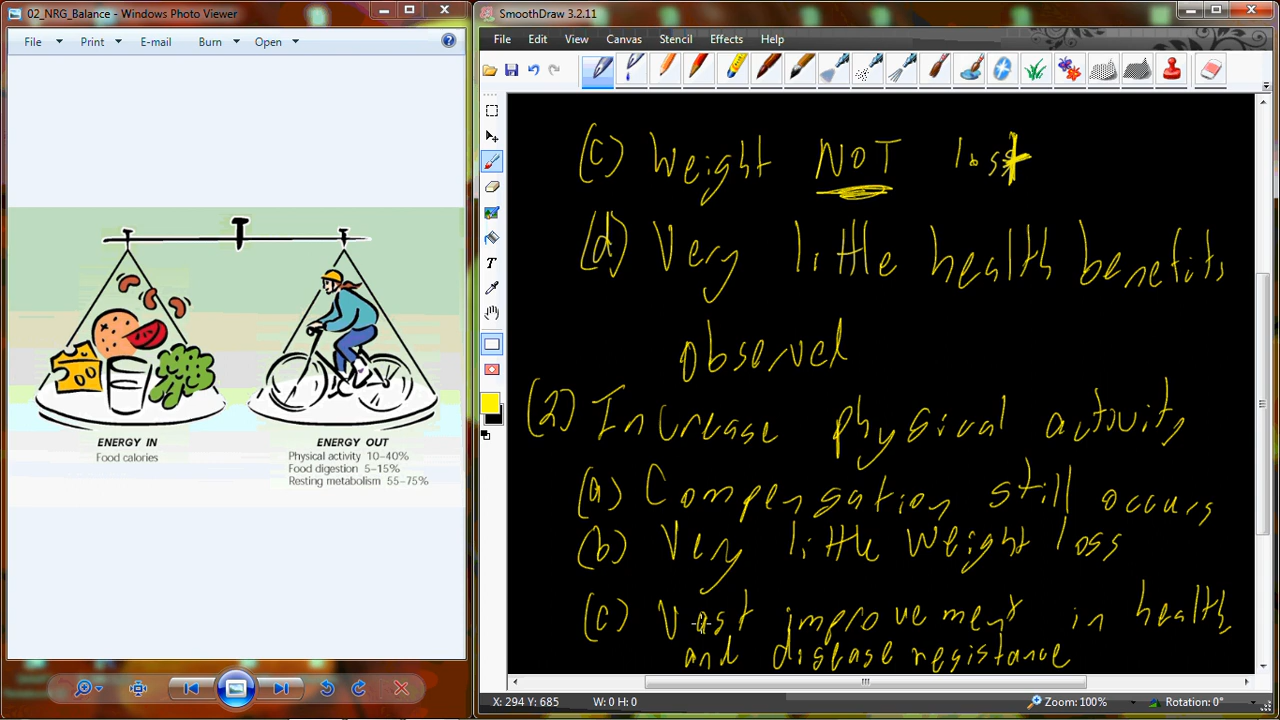 02_NRG_Balance - Windows Photo Viewer
File Print E-mail Burn Open
ENERGY IN
Food calories
ENERGY OUT
Physical activity 10–40%
Food digestion 5–15%
Resting metabolism 55–75%
SmoothDraw 3.2.11
File Edit View Canvas Stencil Effects Help
T
(c) Weight NOT lost
(d) Very little health benefits
observed
(2) Increase physical activity
(a) Compensation still occurs
(b) Very little weight loss
(c) Vast improvement in health
and disease resistance
X: 294 Y: 685 W: 0 H: 0 Zoom: 100% Rotation: 0°